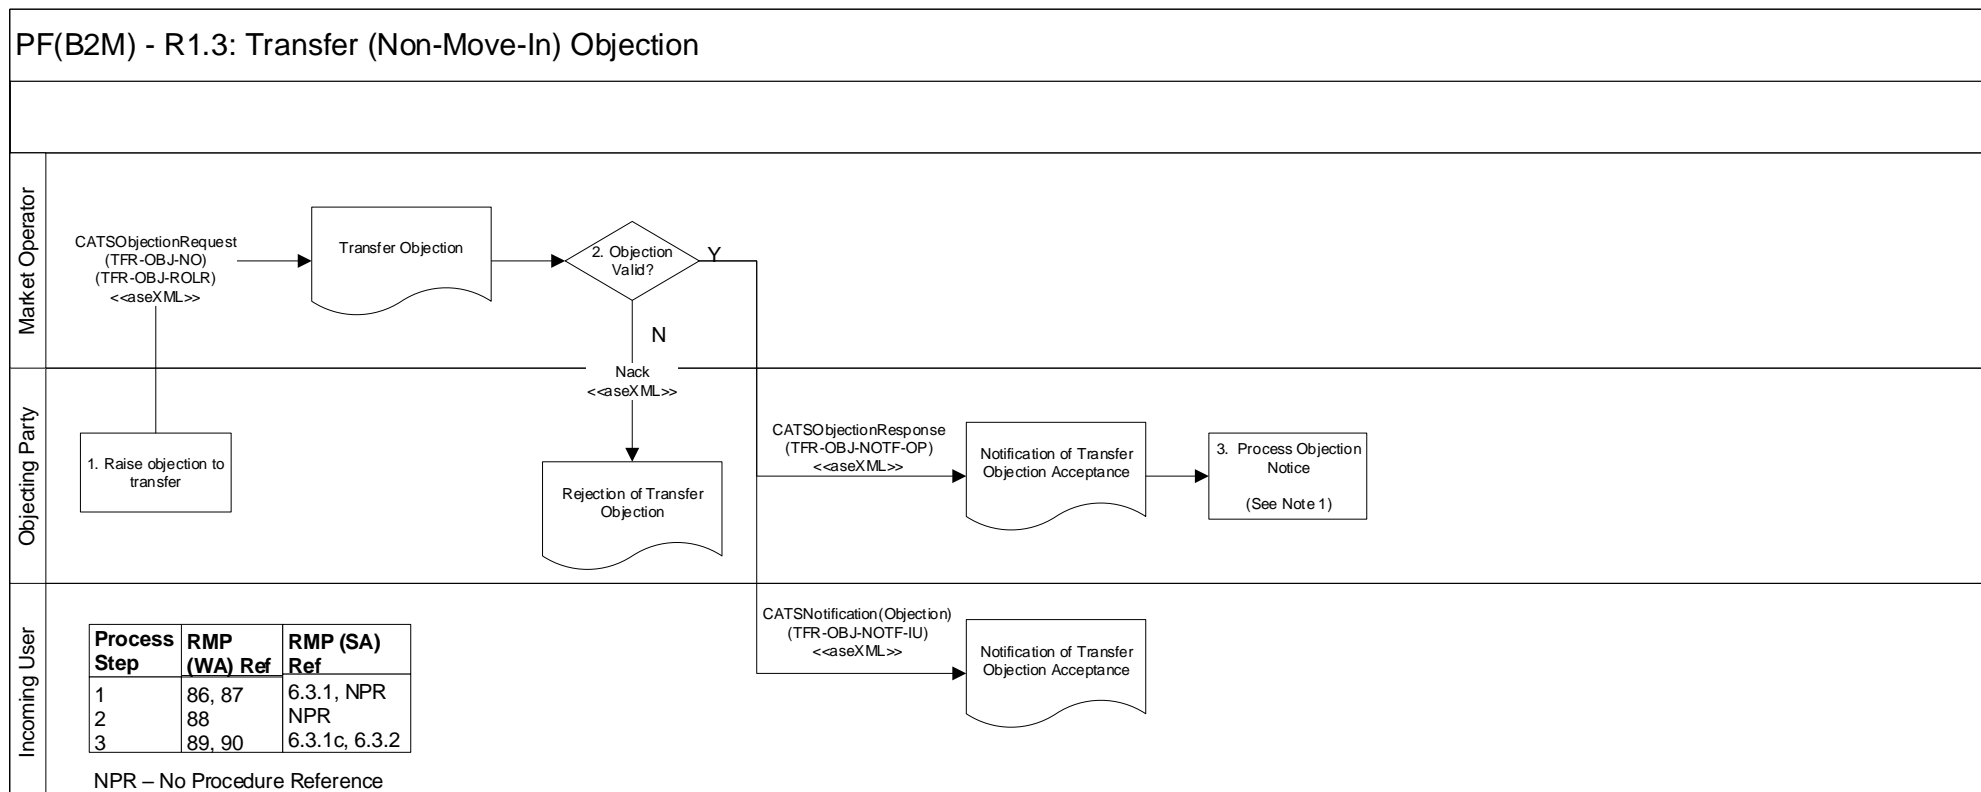 PF(B2M) - R1.3: Transfer (Non-Move-In) Objection
Market Operator
CATSObjectionRequest
(TFR-OBJ-NO)
(TFR-OBJ-ROLR)
<<aseXML>>
Transfer Objection
2. Objection
Valid?
Y
N
Nack
<<aseXML>>
Objecting Party
1. Raise objection to
transfer
Rejection of Transfer
Objection
CATSObjectionResponse
(TFR-OBJ-NOTF-OP)
<<aseXML>>
Notification of Transfer
Objection Acceptance
3. Process Objection
Notice
(See Note 1)
Incoming User
CATSNotification(Objection)
(TFR-OBJ-NOTF-IU)
<<aseXML>>
Notification of Transfer
Objection Acceptance
Process RMP RMP (SA)
Step (WA) Ref Ref
1 86, 87 6.3.1, NPR
2 88 NPR
3 89, 90 6.3.1c, 6.3.2
NPR – No Procedure Reference